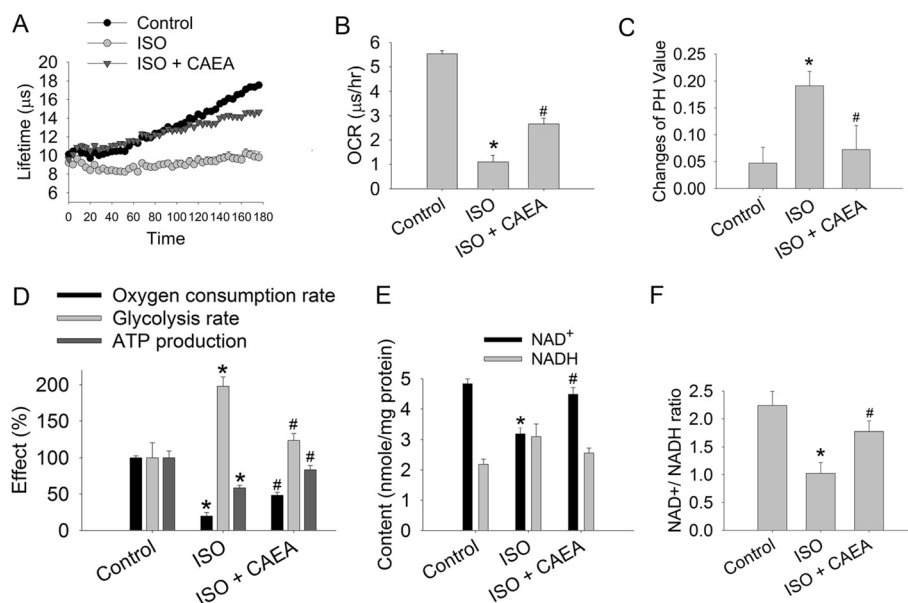 A
Control
ISO
ISO + CAEA
Lifetime (µs)
20
18
16
14
12
10
8
6
0 20 40 60 80 100 120 140 160 180
Time
B
OCR (µs/hr)
6
5
4
3
2
1
0
*
#
Control
ISO
ISO + CAEA
C
Changes of PH Value
0.20
0.15
0.10
0.05
0.00
*
#
Control
ISO
ISO + CAEA
D
Oxygen consumption rate
Glycolysis rate
ATP production
Effect (%)
200
150
100
50
0
* * *
# # #
Control
ISO
ISO + CAEA
E
NAD+
NADH
Content (nmole/mg protein)
5
4
3
2
1
0
*
#
Control
ISO
ISO + CAEA
F
NAD+/ NADH ratio
2.5
2.0
1.5
1.0
0.5
0.0
*
#
Control
ISO
ISO + CAEA